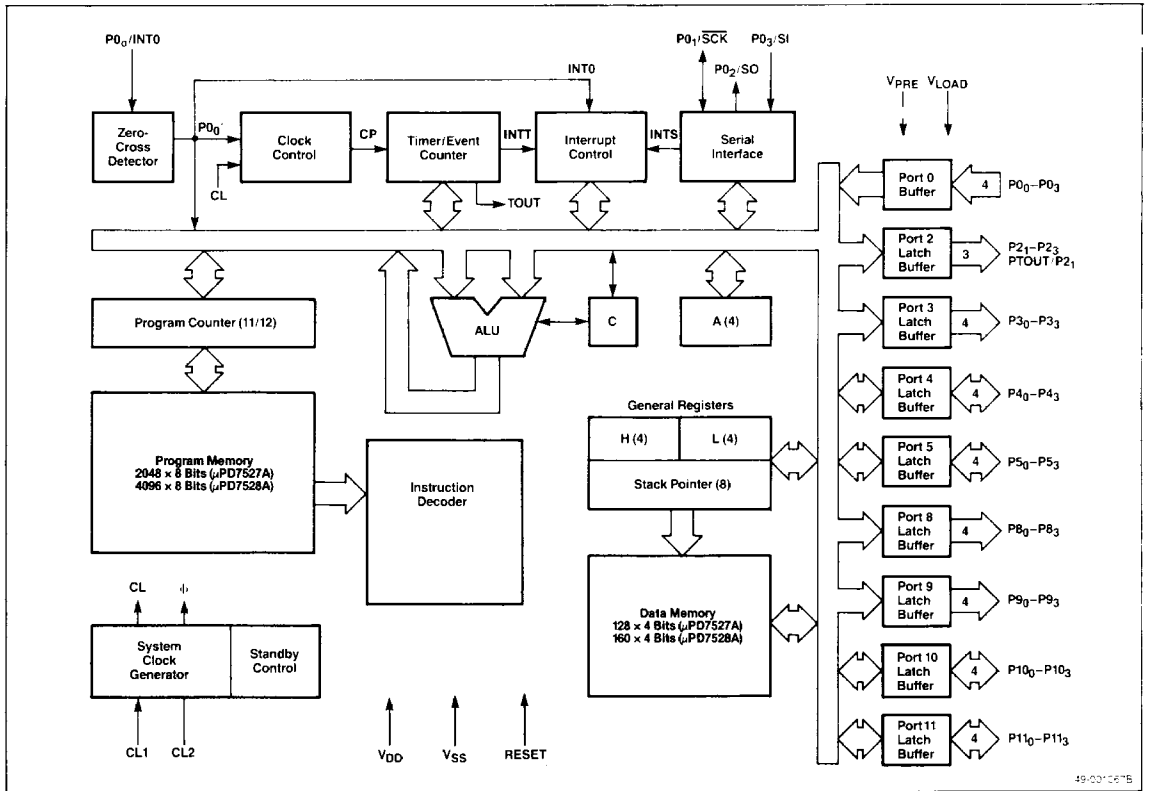 P0₀/INT0
P0₁/SCK
P0₃/SI
P0₂/SO
INT0
V_PRE
V_LOAD
Zero-
Cross
Detector
P0₀'
Clock
Control
CL
CP
Timer/Event
Counter
TOUT
INTT
Interrupt
Control
INTS
Serial
Interface
Port 0
Buffer
4
P0₀–P0₃
Port 2
Latch
Buffer
3
P2₁–P2₃
PTOUT/P2₁
Port 3
Latch
Buffer
4
P3₀–P3₃
Program Counter (11/12)
ALU
C
A (4)
Port 4
Latch
Buffer
4
P4₀–P4₃
Program Memory
2048 × 8 Bits (μPD7527A)
4096 × 8 Bits (μPD7528A)
Instruction
Decoder
General Registers
H (4)
L (4)
Stack Pointer (8)
Port 5
Latch
Buffer
4
P5₀–P5₃
Port 8
Latch
Buffer
4
P8₀–P8₃
CL
ϕ
System
Clock
Generator
Standby
Control
CL1
CL2
V_DD
V_SS
RESET
Data Memory
128 × 4 Bits (μPD7527A)
160 × 4 Bits (μPD7528A)
Port 9
Latch
Buffer
4
P9₀–P9₃
Port 10
Latch
Buffer
4
P10₀–P10₃
Port 11
Latch
Buffer
4
P11₀–P11₃